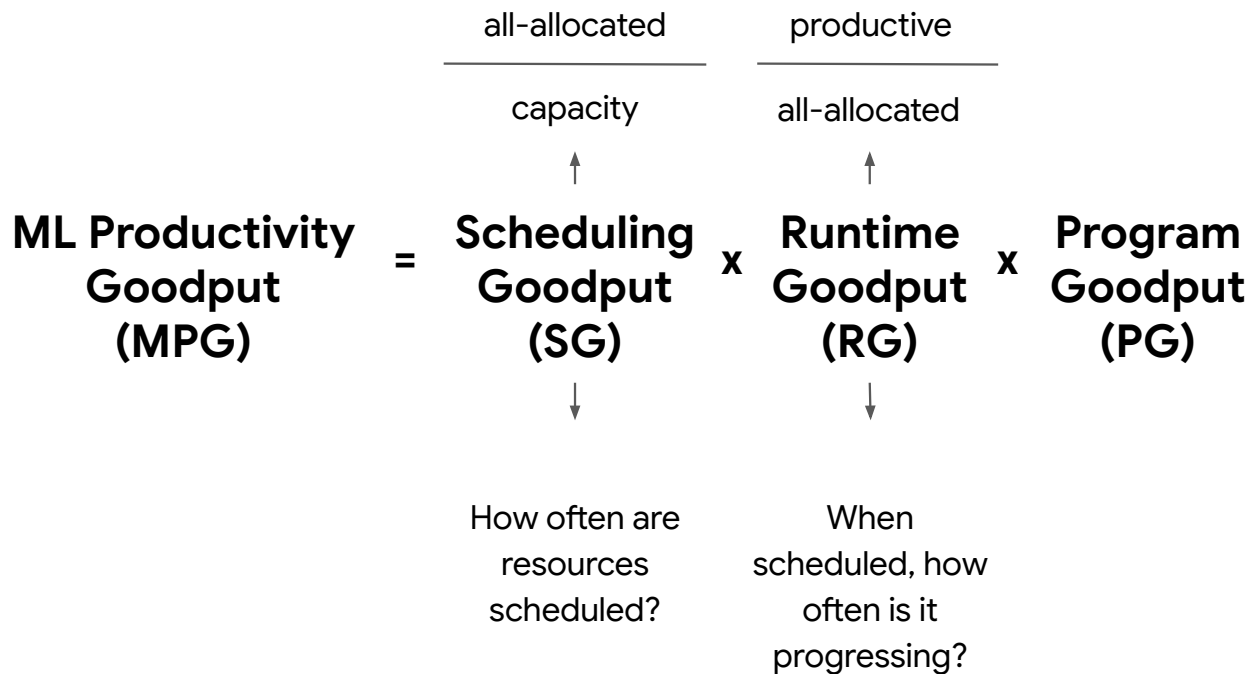 all-allocated
productive
capacity
all-allocated
ML Productivity
Goodput
(MPG)
=
Scheduling
Goodput
(SG)
x
Runtime
Goodput
(RG)
x
Program
Goodput
(PG)
How often are
resources
scheduled?
When
scheduled, how
often is it
progressing?